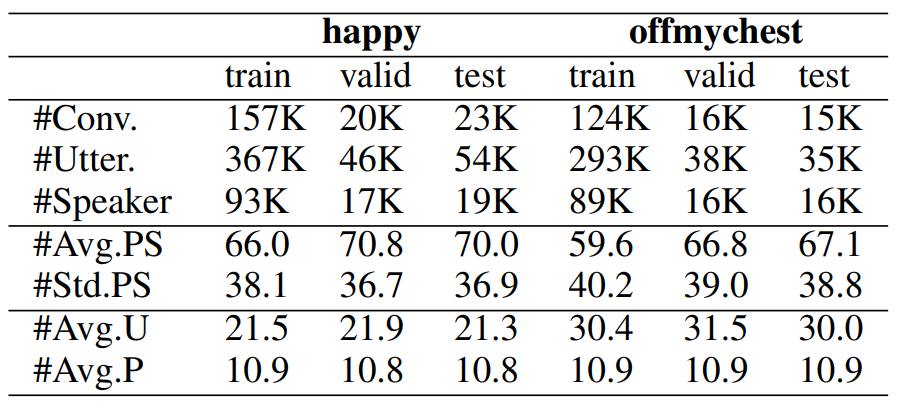 happy offmychest
train valid test train valid test
#Conv. 157K 20K 23K 124K 16K 15K
#Utter. 367K 46K 54K 293K 38K 35K
#Speaker 93K 17K 19K 89K 16K 16K
#Avg.PS 66.0 70.8 70.0 59.6 66.8 67.1
#Std.PS 38.1 36.7 36.9 40.2 39.0 38.8
#Avg.U 21.5 21.9 21.3 30.4 31.5 30.0
#Avg.P 10.9 10.8 10.8 10.9 10.9 10.9